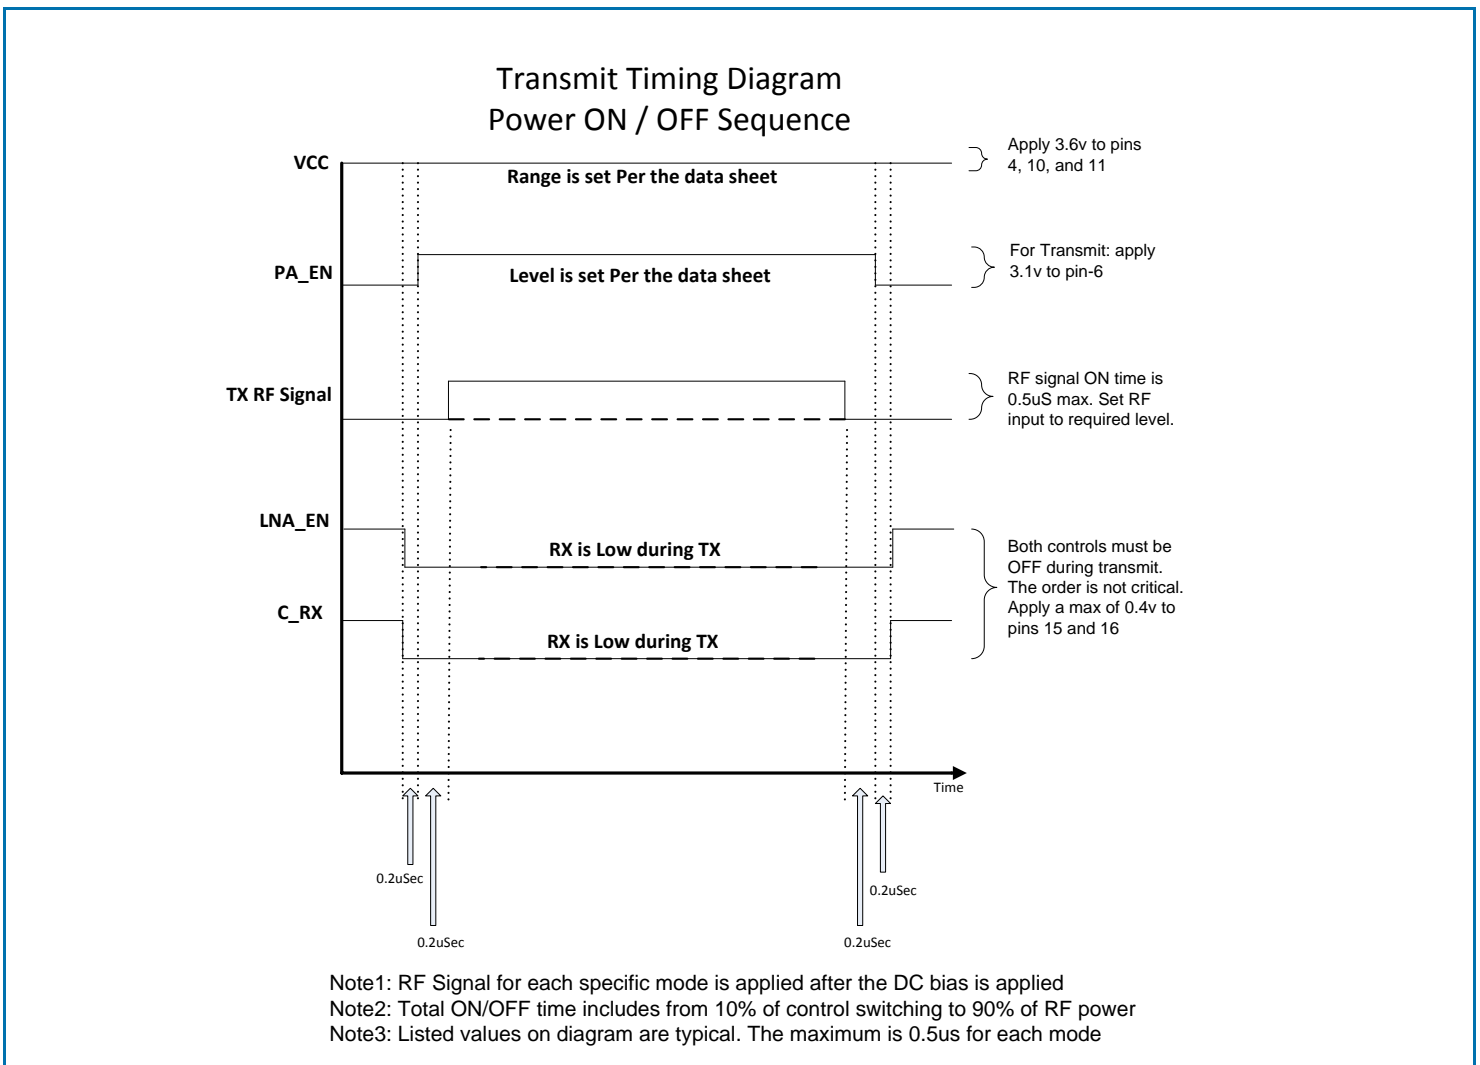 Transmit Timing Diagram
Power ON / OFF Sequence
VCC
Range is set Per the data sheet
Apply 3.6v to pins
4, 10, and 11
PA_EN
Level is set Per the data sheet
For Transmit: apply
3.1v to pin-6
TX RF Signal
RF signal ON time is
0.5uS max. Set RF
input to required level.
LNA_EN
RX is Low during TX
C_RX
RX is Low during TX
Both controls must be
OFF during transmit.
The order is not critical.
Apply a max of 0.4v to
pins 15 and 16
Time
0.2uSec
0.2uSec
0.2uSec
0.2uSec
Note1: RF Signal for each specific mode is applied after the DC bias is applied
Note2: Total ON/OFF time includes from 10% of control switching to 90% of RF power
Note3: Listed values on diagram are typical. The maximum is 0.5us for each mode